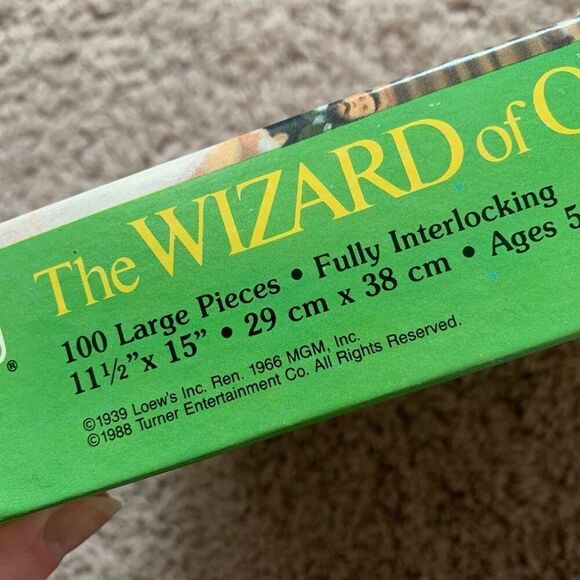 The WIZARD of O
100 Large Pieces • Fully Interlocking
11½" x 15" • 29 cm x 38 cm • Ages 5
©1939 Loew's Inc. Ren. 1966 MGM, Inc.
©1988 Turner Entertainment Co. All Rights Reserved.
®